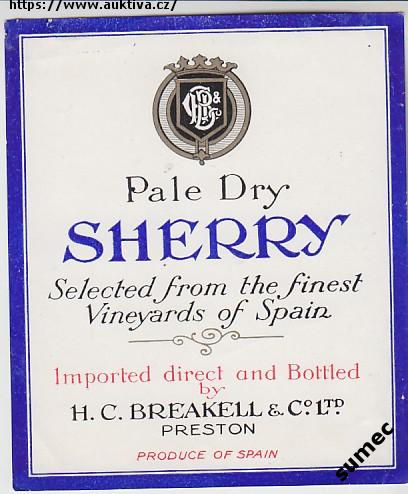 https://www.auktiva.cz/
Pale Dry
SHERRY
Selected from the finest
Vineyards of Spain
Imported direct and Bottled
by
H. C. BREAKELL & Co LTD
PRESTON
PRODUCE OF SPAIN
sumec